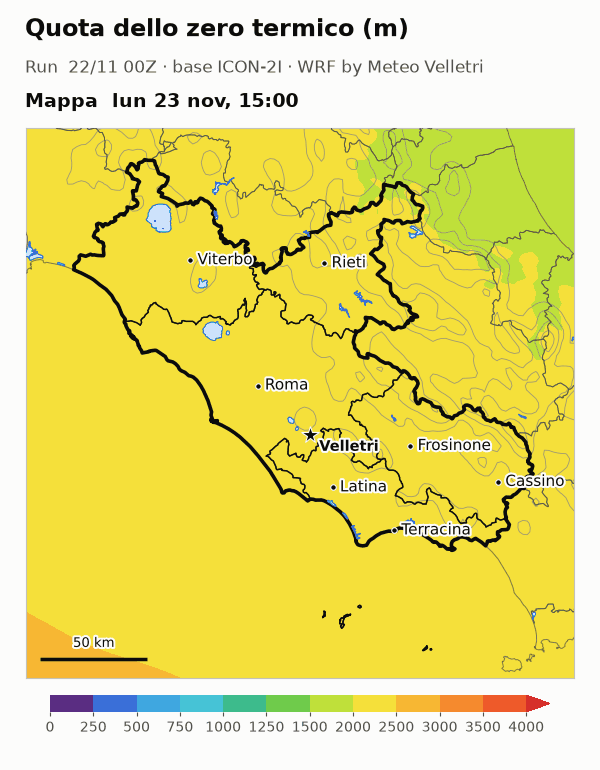 Quota dello zero termico (m)
Run  22/11 00Z · base ICON-2I · WRF by Meteo Velletri
Mappa  lun 23 nov, 15:00
Viterbo
Rieti
Roma
Velletri
Frosinone
Cassino
Latina
Terracina
50 km
0 250 500 750 1000 1250 1500 2000 2500 3000 3500 4000